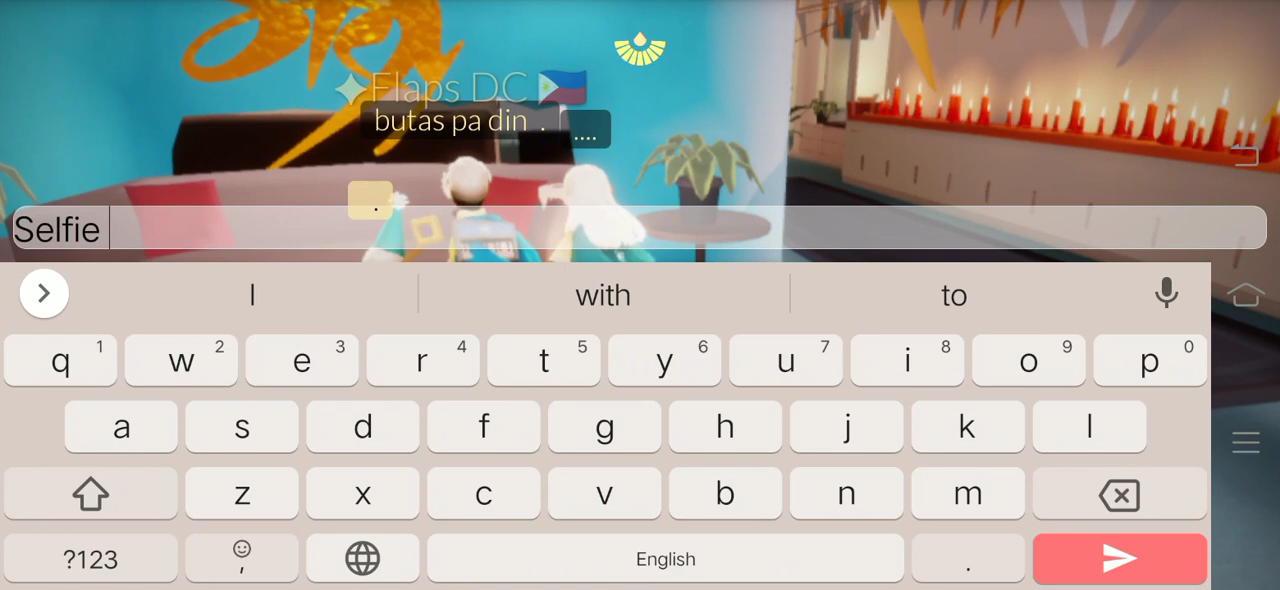 Sky
Flaps DC 🇵🇭
butas pa din .
....
.
Selfie
I with to
q 1 w 2 e 3 r 4 t 5 y 6 u 7 i 8 o 9 p 0
a s d f g h j k l
z x c v b n m
?123 , English .